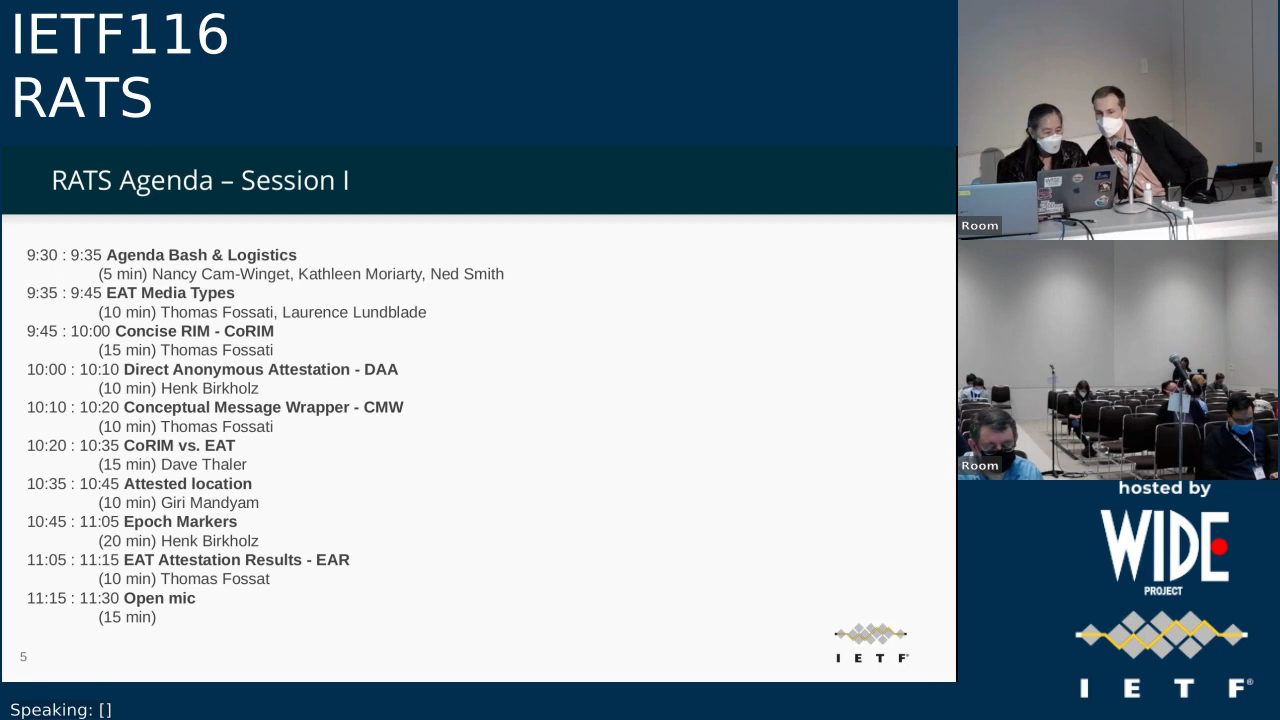 IETF116
RATS
RATS Agenda – Session I
9:30 : 9:35 Agenda Bash & Logistics
(5 min) Nancy Cam-Winget, Kathleen Moriarty, Ned Smith
9:35 : 9:45 EAT Media Types
(10 min) Thomas Fossati, Laurence Lundblade
9:45 : 10:00 Concise RIM - CoRIM
(15 min) Thomas Fossati
10:00 : 10:10 Direct Anonymous Attestation - DAA
(10 min) Henk Birkholz
10:10 : 10:20 Conceptual Message Wrapper - CMW
(10 min) Thomas Fossati
10:20 : 10:35 CoRIM vs. EAT
(15 min) Dave Thaler
10:35 : 10:45 Attested location
(10 min) Giri Mandyam
10:45 : 11:05 Epoch Markers
(20 min) Henk Birkholz
11:05 : 11:15 EAT Attestation Results - EAR
(10 min) Thomas Fossat
11:15 : 11:30 Open mic
(15 min)
5
I E T F®
Speaking: []
Room
Room
hosted by
WIDE
PROJECT
I E T F®